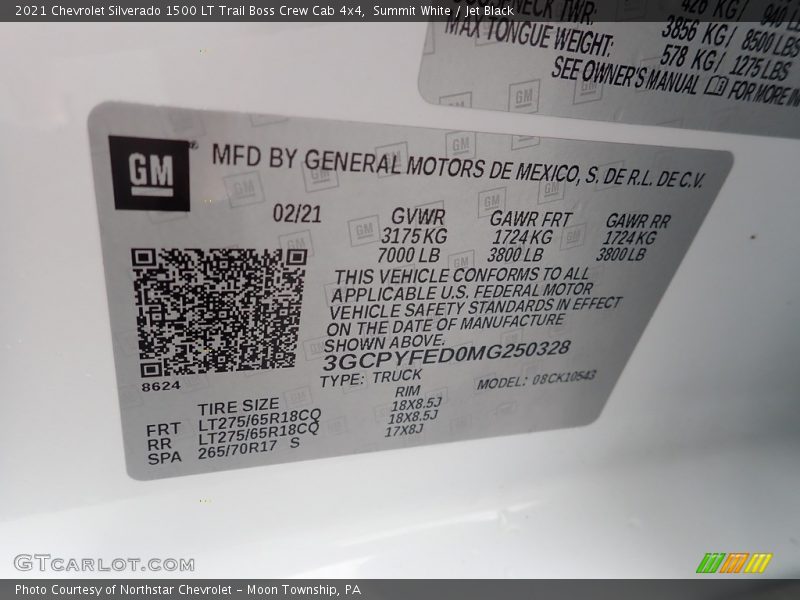 2021 Chevrolet Silverado 1500 LT Trail Boss Crew Cab 4x4, Summit White / Jet Black
TWR:
3856 KG/ 8500 LBS
MAX TONGUE WEIGHT:
578 KG/ 1275 LBS
SEE OWNER'S MANUAL FOR MORE
GM
MFD BY GENERAL MOTORS DE MEXICO, S. DE R.L. DE C.V.
02/21 GVWR GAWR FRT GAWR RR
3175 KG 1724 KG 1724 KG
7000 LB 3800 LB 3800 LB
THIS VEHICLE CONFORMS TO ALL
APPLICABLE U.S. FEDERAL MOTOR
VEHICLE SAFETY STANDARDS IN EFFECT
ON THE DATE OF MANUFACTURE
SHOWN ABOVE.
3GCPYFED0MG250328
8624
TYPE: TRUCK MODEL: 08CK10543
TIRE SIZE RIM
FRT LT275/65R18CQ 18X8.5J
RR LT275/65R18CQ 18X8.5J
SPA 265/70R17 S 17X8J
GTCARLOT.COM
Photo Courtesy of Northstar Chevrolet - Moon Township, PA